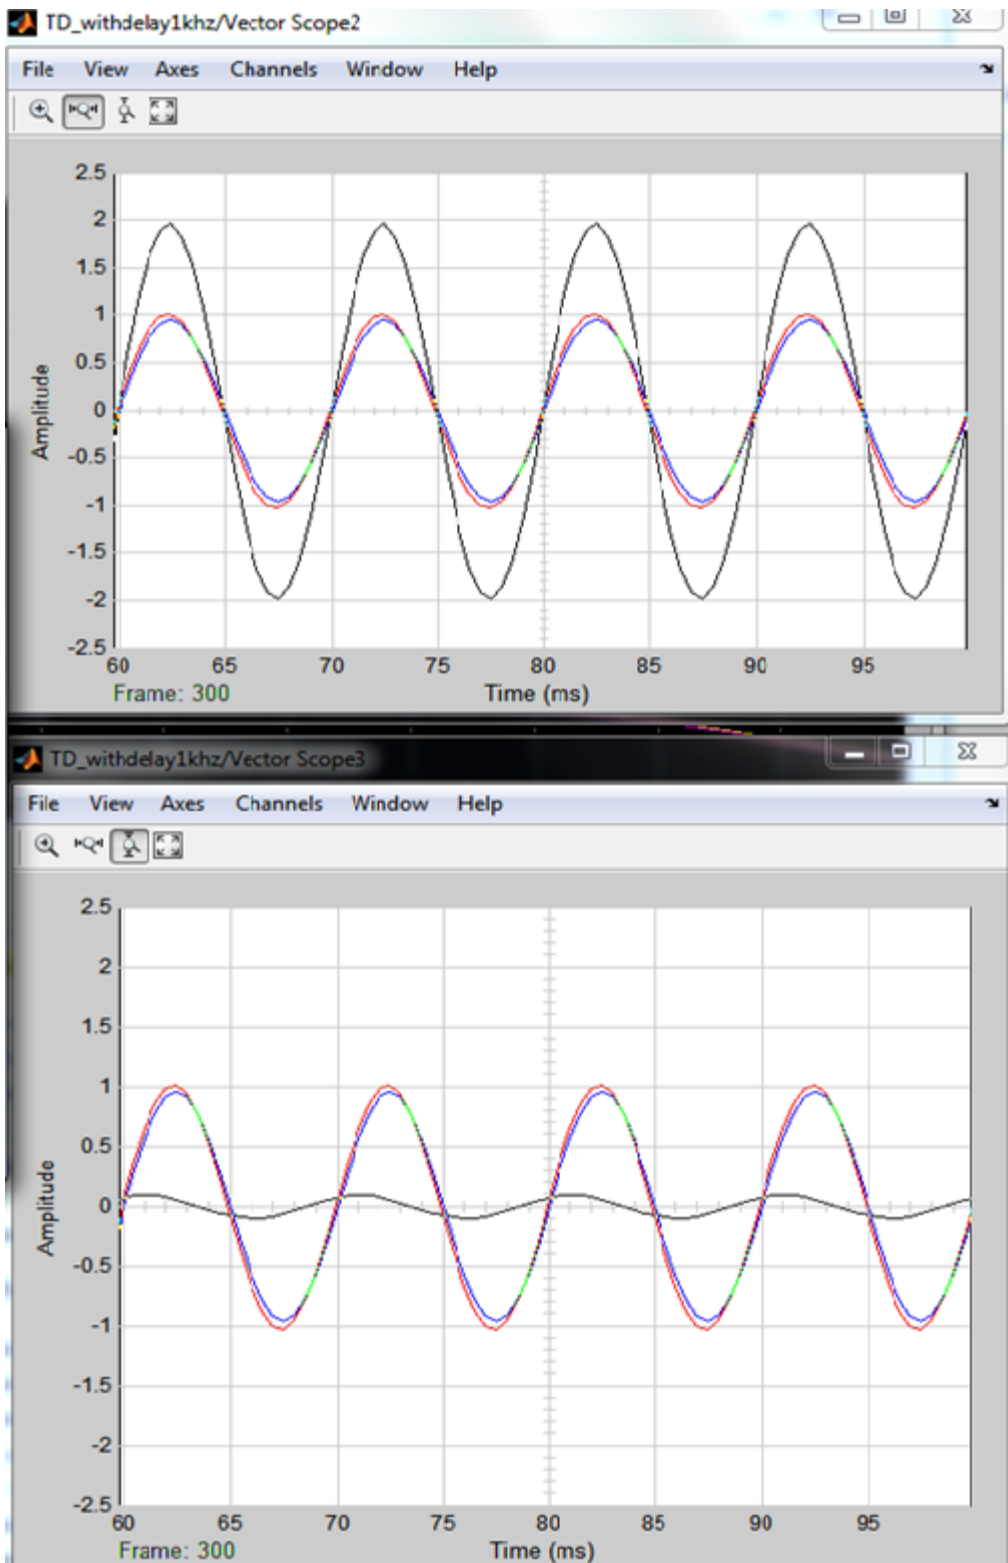 TD_withdelay1khz/Vector Scope2
File View Axes Channels Window Help
2.5
2
1.5
1
0.5
0
-0.5
-1
-1.5
-2
-2.5
Amplitude
60 65 70 75 80 85 90 95
Frame: 300 Time (ms)
TD_withdelay1khz/Vector Scope3
File View Axes Channels Window Help
2.5
2
1.5
1
0.5
0
-0.5
-1
-1.5
-2
-2.5
Amplitude
60 65 70 75 80 85 90 95
Frame: 300 Time (ms)